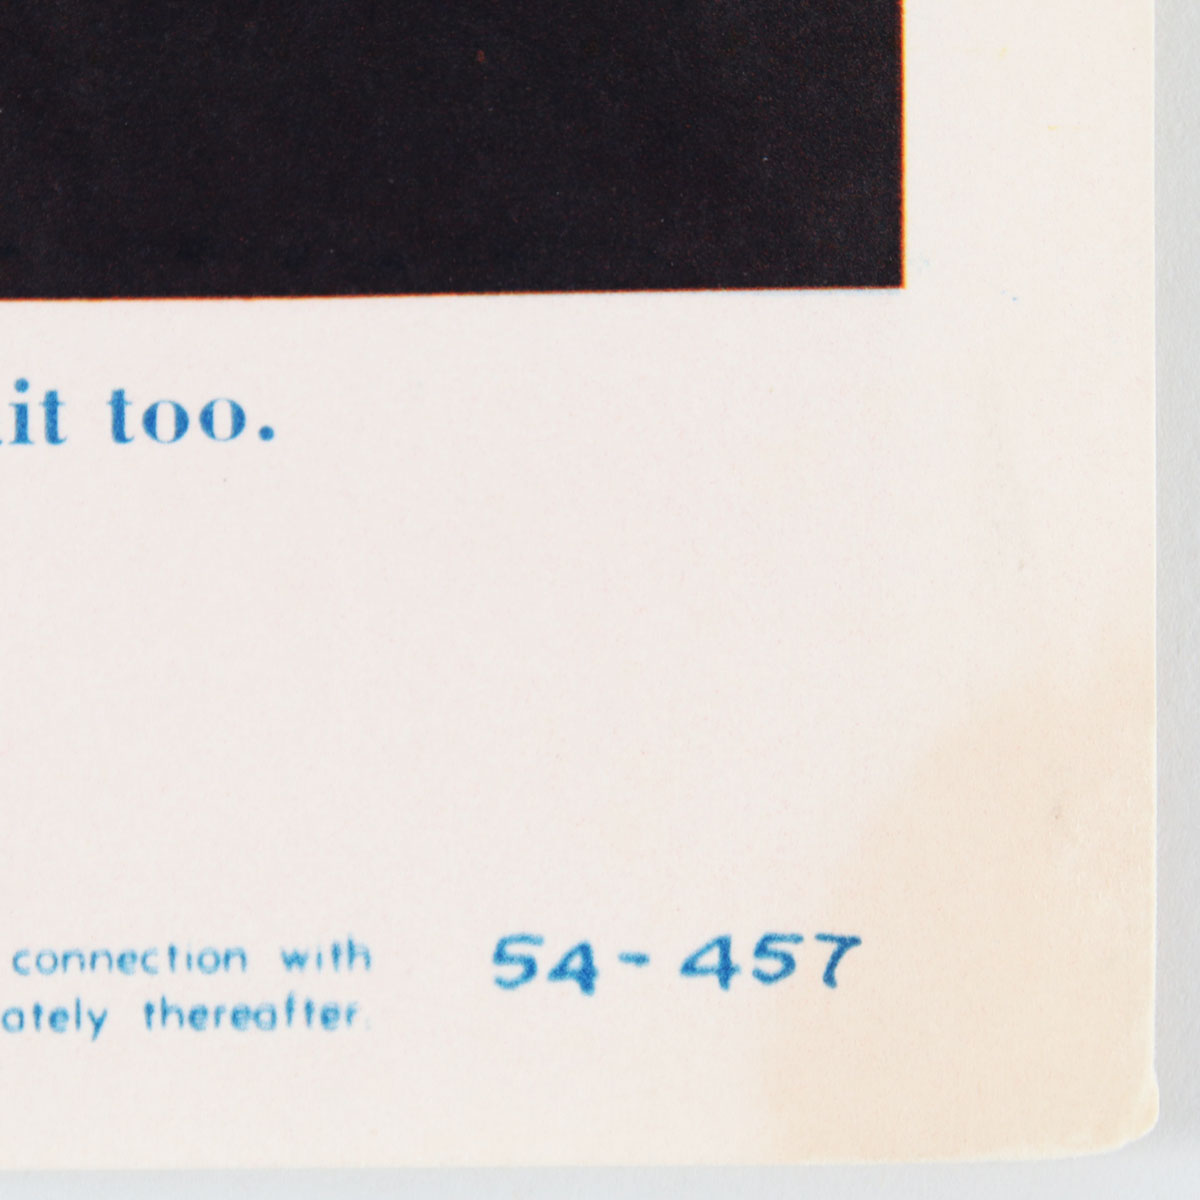 it too.
connection with 54-457
ately thereafter.